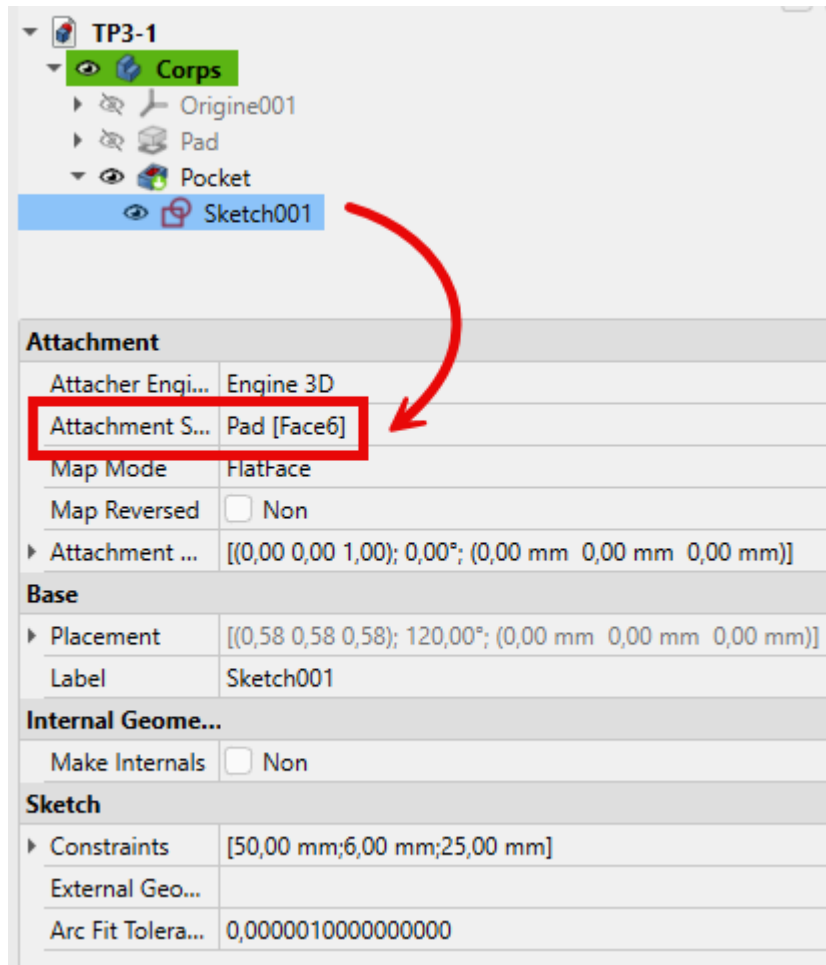 TP3-1
Corps
Origine001
Pad
Pocket
Sketch001
Attachment
Attacher Engi... Engine 3D
Attachment S... Pad [Face6]
Map Mode FlatFace
Map Reversed Non
Attachment ... [(0,00 0,00 1,00); 0,00°; (0,00 mm 0,00 mm 0,00 mm)]
Base
Placement [(0,58 0,58 0,58); 120,00°; (0,00 mm 0,00 mm 0,00 mm)]
Label Sketch001
Internal Geome...
Make Internals Non
Sketch
Constraints [50,00 mm;6,00 mm;25,00 mm]
External Geo...
Arc Fit Tolera... 0,0000010000000000